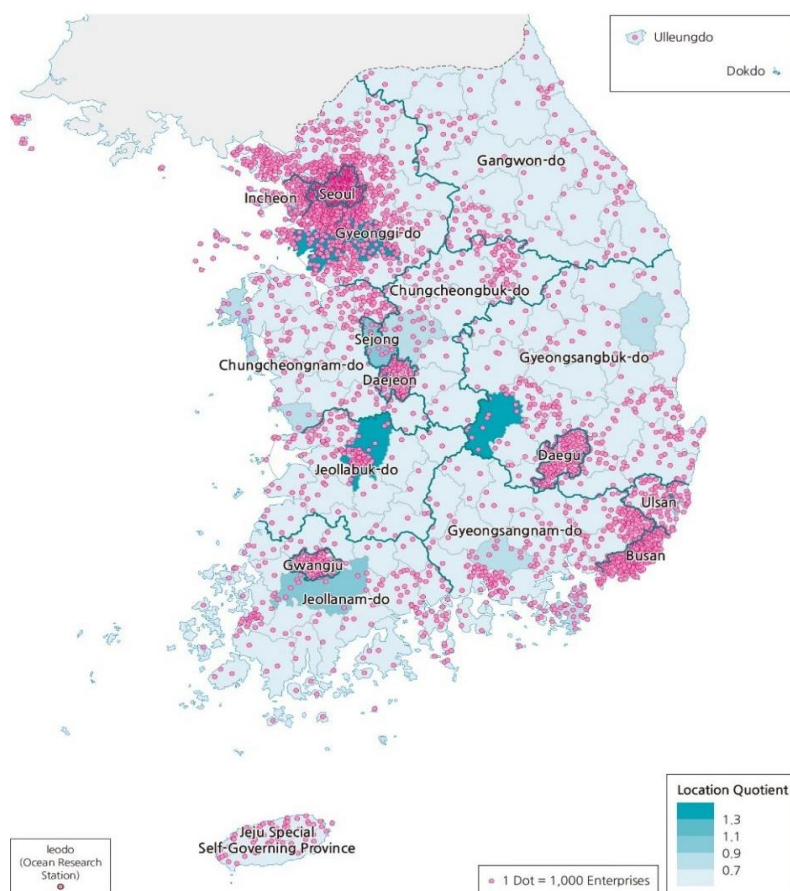 Ulleungdo
Dokdo
Gangwon-do
Incheon
Seoul
Gyeonggi-do
Chungcheongbuk-do
Sejong
Gyeongsangbuk-do
Chungcheongnam-do
Daejeon
Daegu
Jeollabuk-do
Ulsan
Gyeongsangnam-do
Busan
Gwangju
Jeollanam-do
Location Quotient
1.3
1.1
0.9
0.7
Jeju Special
Self-Governing Province
Ieodo
(Ocean Research
Station)
1 Dot = 1,000 Enterprises